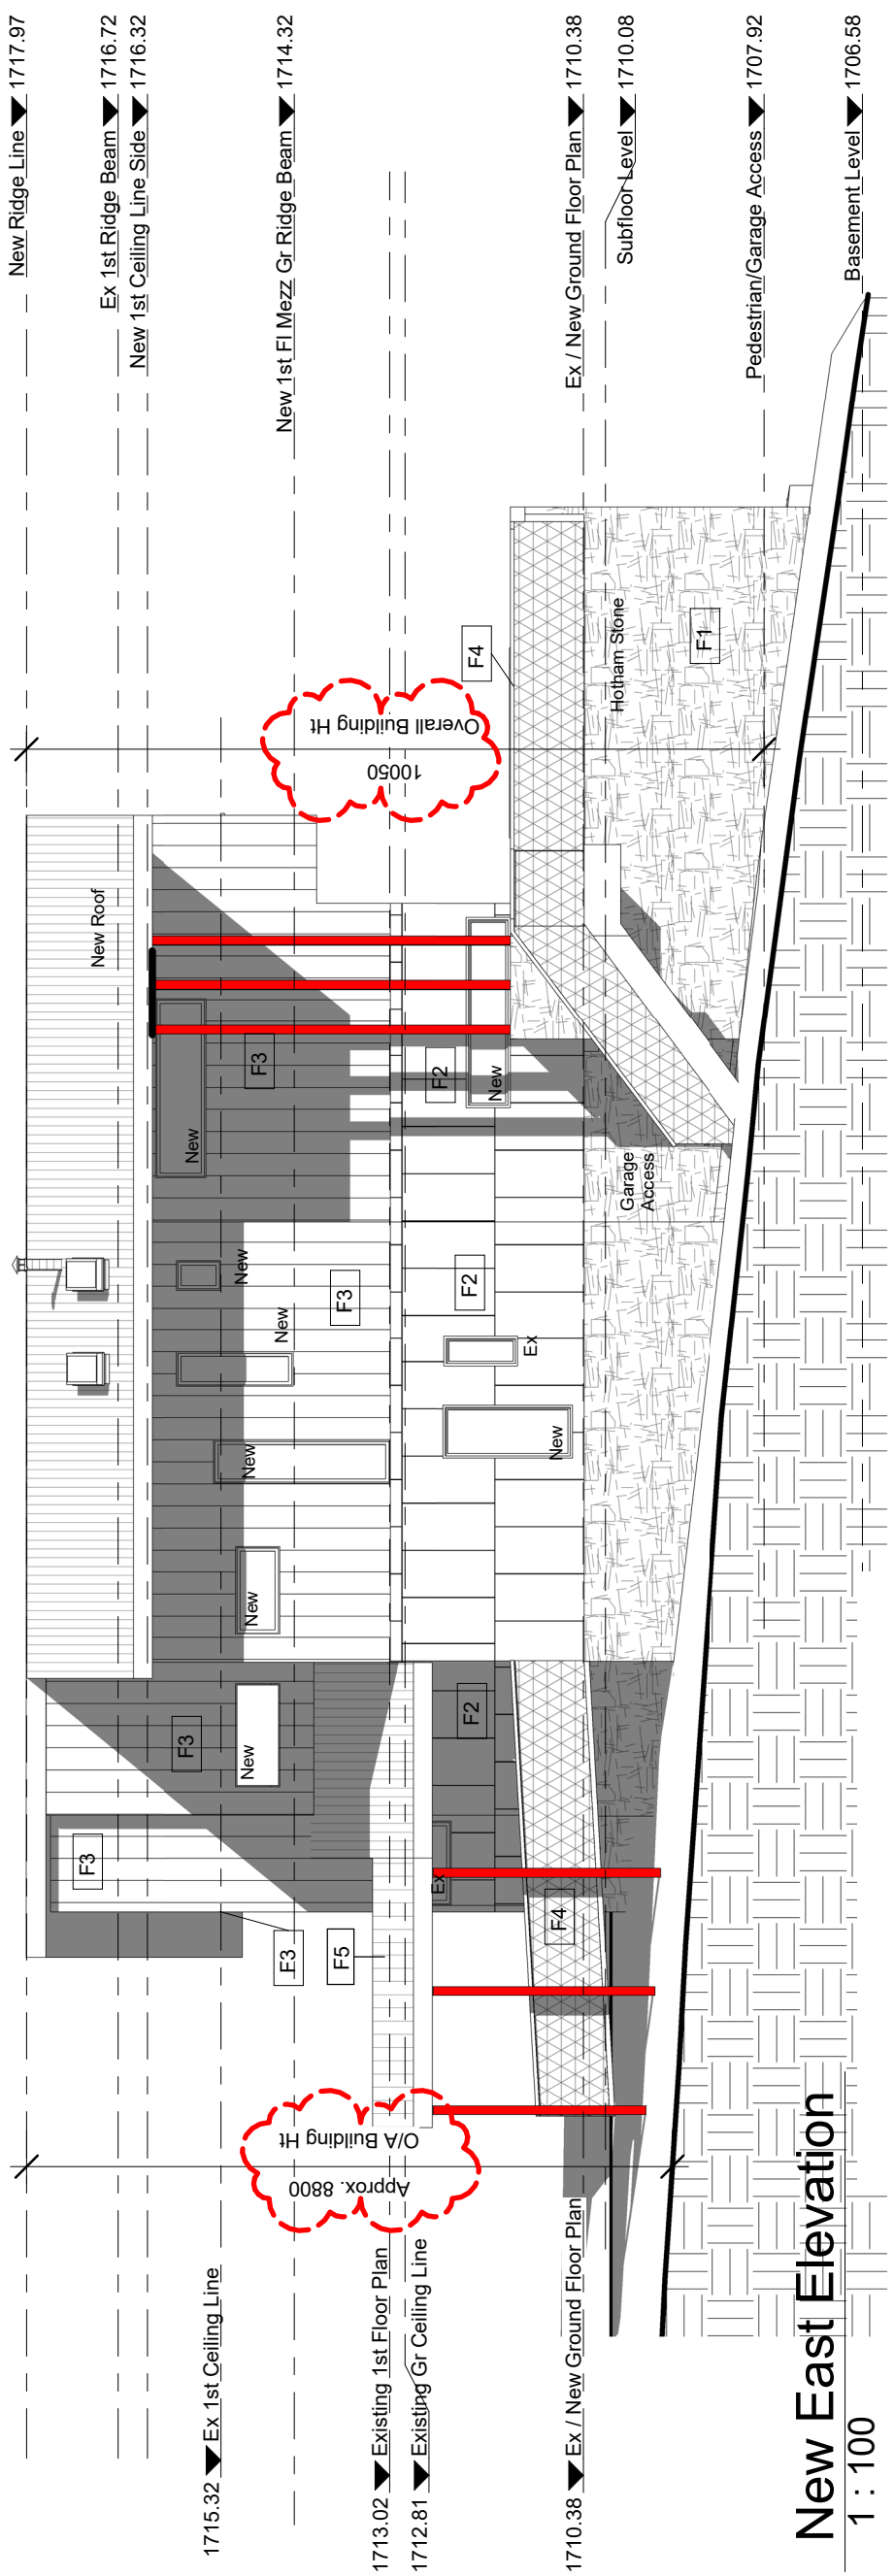 New Ridge Line 1717.97
Ex 1st Ridge Beam 1716.72
New 1st Ceiling Line Side 1716.32
New 1st Fl Mezz Gr Ridge Beam 1714.32
Ex / New Ground Floor Plan 1710.38
Subfloor Level 1710.08
Pedestrian/Garage Access 1707.92
Basement Level 1706.58
1715.32 Ex 1st Ceiling Line
1713.02 Existing 1st Floor Plan
1712.81 Existing Gr Ceiling Line
1710.38 Ex / New Ground Floor Plan
Approx. 8800
O/A Building Ht
10050
Overall Building Ht
New Roof
F3
F3
New
F3
F5
Ex
F2
F4
New
New
New
New
F3
New
F3
New
Ex
F2
F2
New
Garage
Access
F4
Hotham Stone
F1
New East Elevation
1 : 100